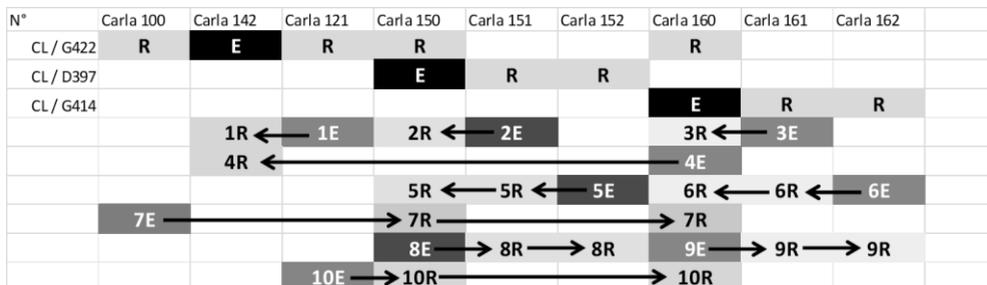 N° Carla 100 Carla 142 Carla 121 Carla 150 Carla 151 Carla 152 Carla 160 Carla 161 Carla 162
CL / G422 R E R R R
CL / D397 E R R
CL / G414 E R R
1R 1E 2R 2E 3R 3E
4R 4E
5R 5R 5E 6R 6R 6E
7E 7R 7R
8E 8R 8R 9E 9R 9R
10E 10R 10R